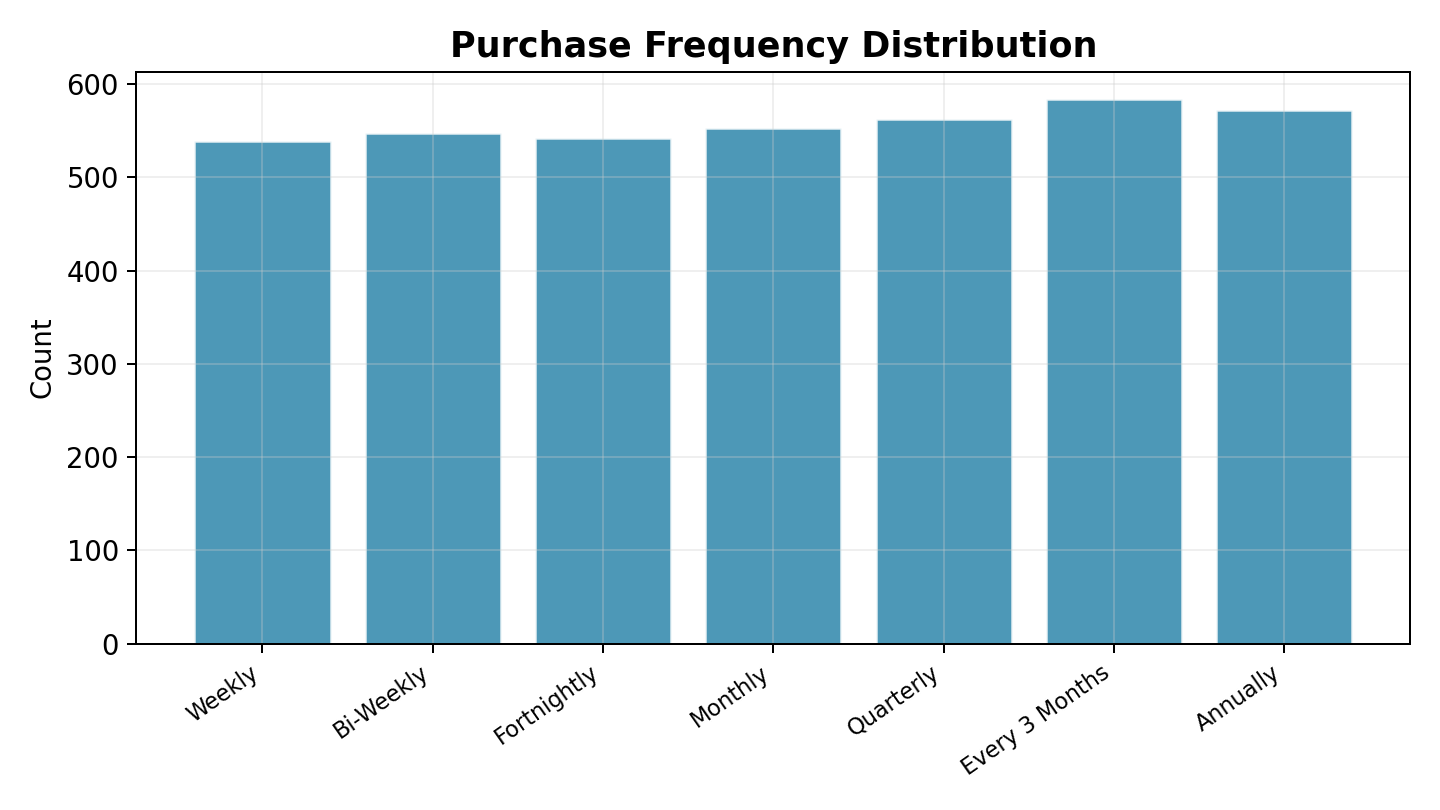 Purchase Frequency Distribution
600
500
400
300
200
100
0
Count
Weekly
Bi-Weekly
Fortnightly
Monthly
Quarterly
Every 3 Months
Annually